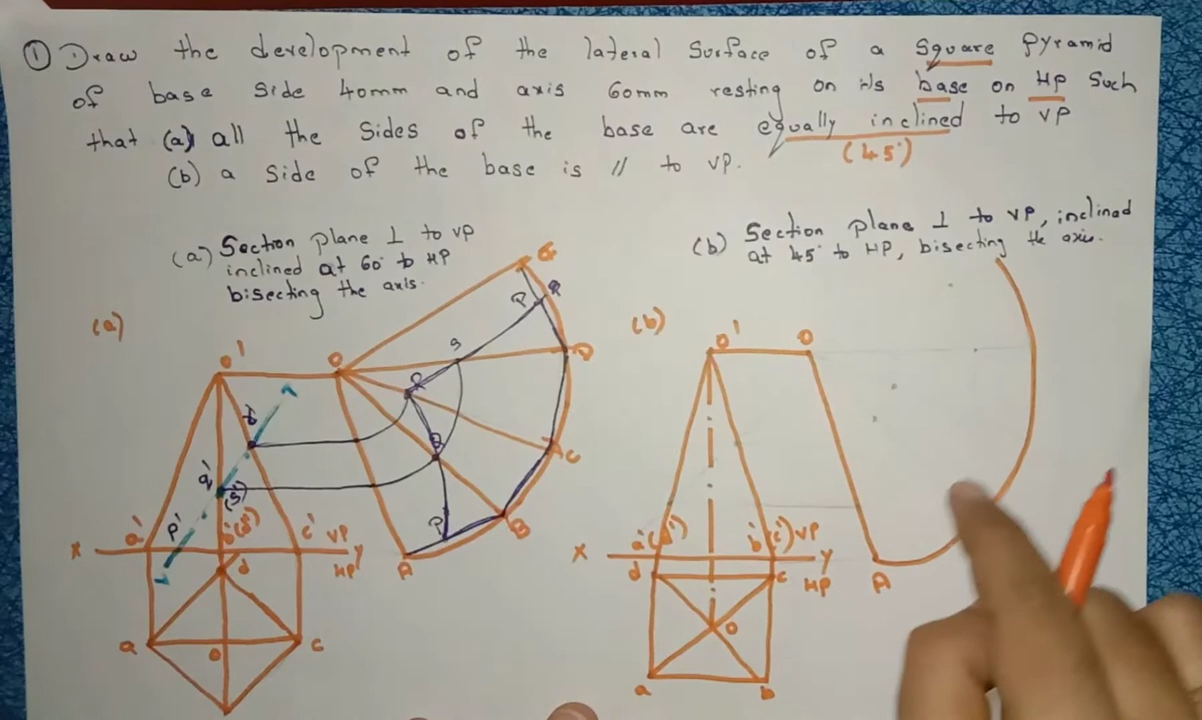 ① Draw the development of the lateral Surface of a Square Pyramid
of base side 40mm and axis 60mm resting on its base on HP Such
that (a) all the Sides of the base are equally inclined to VP
(45°)
(b) a side of the base is // to VP.
(a) Section plane ⊥ to VP
inclined at 60° to HP
bisecting the axis.
(b) Section plane ⊥ to VP, inclined
at 45° to HP, bisecting the axis.
(a)
(b)
o'
O
A
B
C
D
P
Q
R
S
P
q'
(s')
p'
X
a'
b'(d')
c'
VP
HP
Y
a
d
o
c
o'
O
X
a'(d')
b'(c')
VP
HP
Y
A
d
c
o
a
b